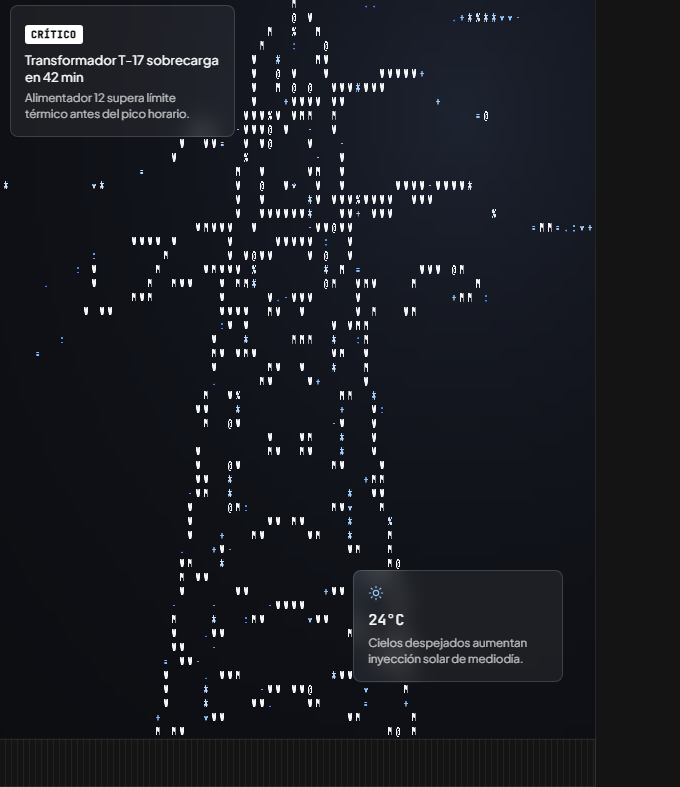 CRÍTICO
Transformador T-17 sobrecarga
en 42 min
Alimentador 12 supera límite
térmico antes del pico horario.
24°C
Cielos despejados aumentan
inyección solar de mediodía.